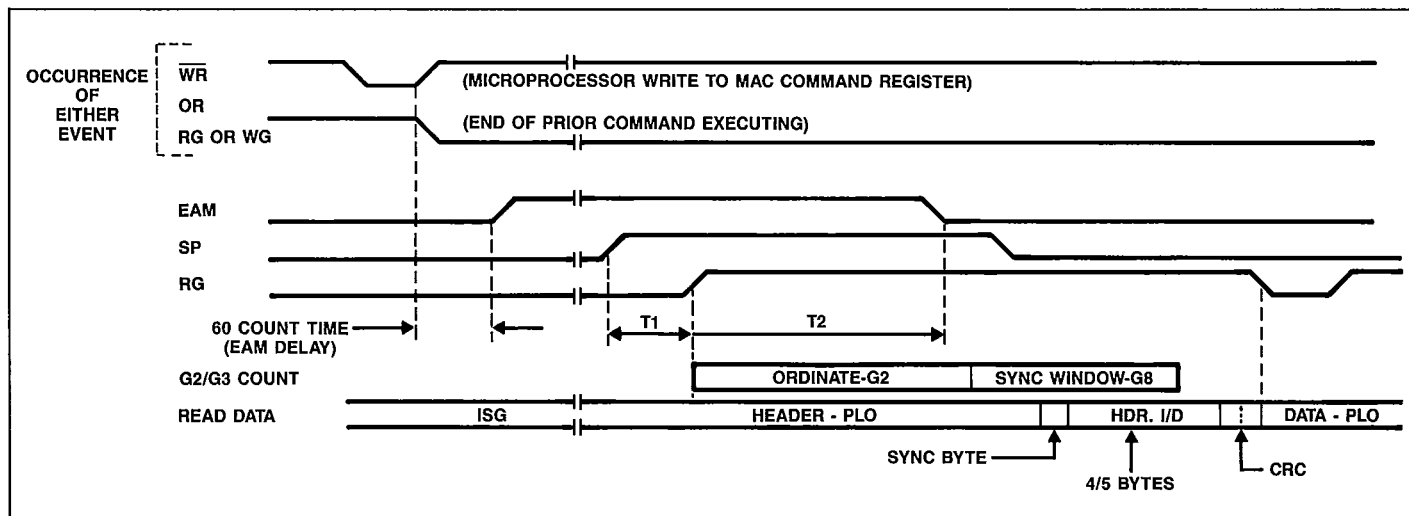 OCCURRENCE
OF
EITHER
EVENT
WR
OR
RG OR WG
(MICROPROCESSOR WRITE TO MAC COMMAND REGISTER)
(END OF PRIOR COMMAND EXECUTING)
EAM
SP
RG
60 COUNT TIME
(EAM DELAY)
T1
T2
G2/G3 COUNT
ORDINATE-G2
SYNC WINDOW-G8
READ DATA
ISG
HEADER - PLO
HDR. I/D
DATA - PLO
SYNC BYTE
4/5 BYTES
CRC